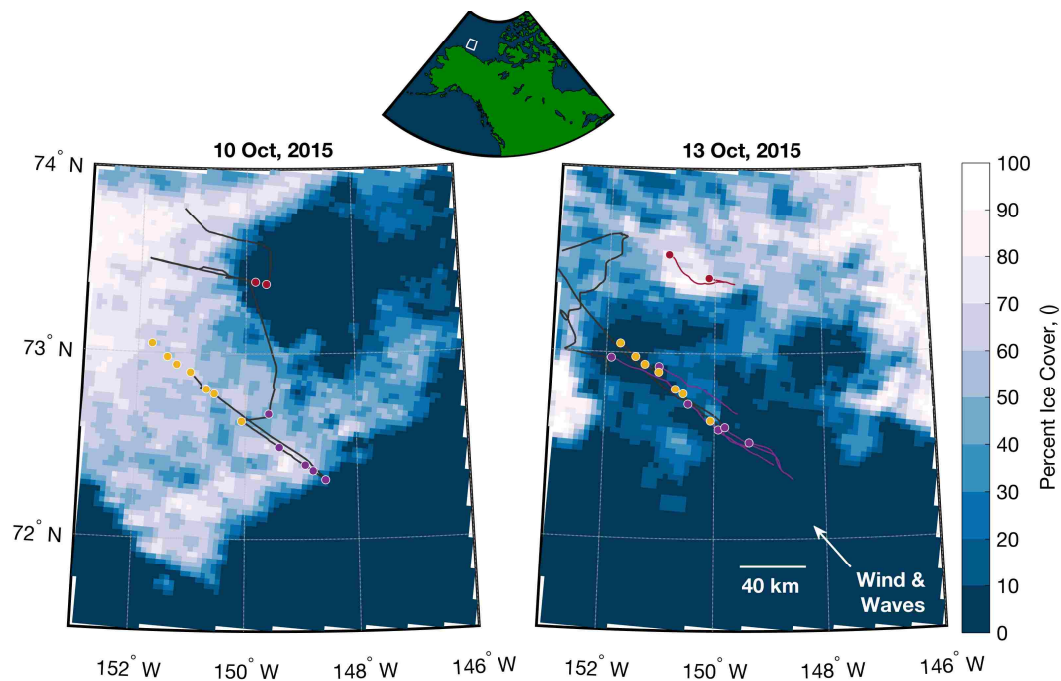 10 Oct, 2015
13 Oct, 2015
74° N
73° N
72° N
152° W
150° W
148° W
146° W
152° W
150° W
148° W
146° W
40 km
Wind &
Waves
100
90
80
70
60
50
40
30
20
10
0
Percent Ice Cover, ()